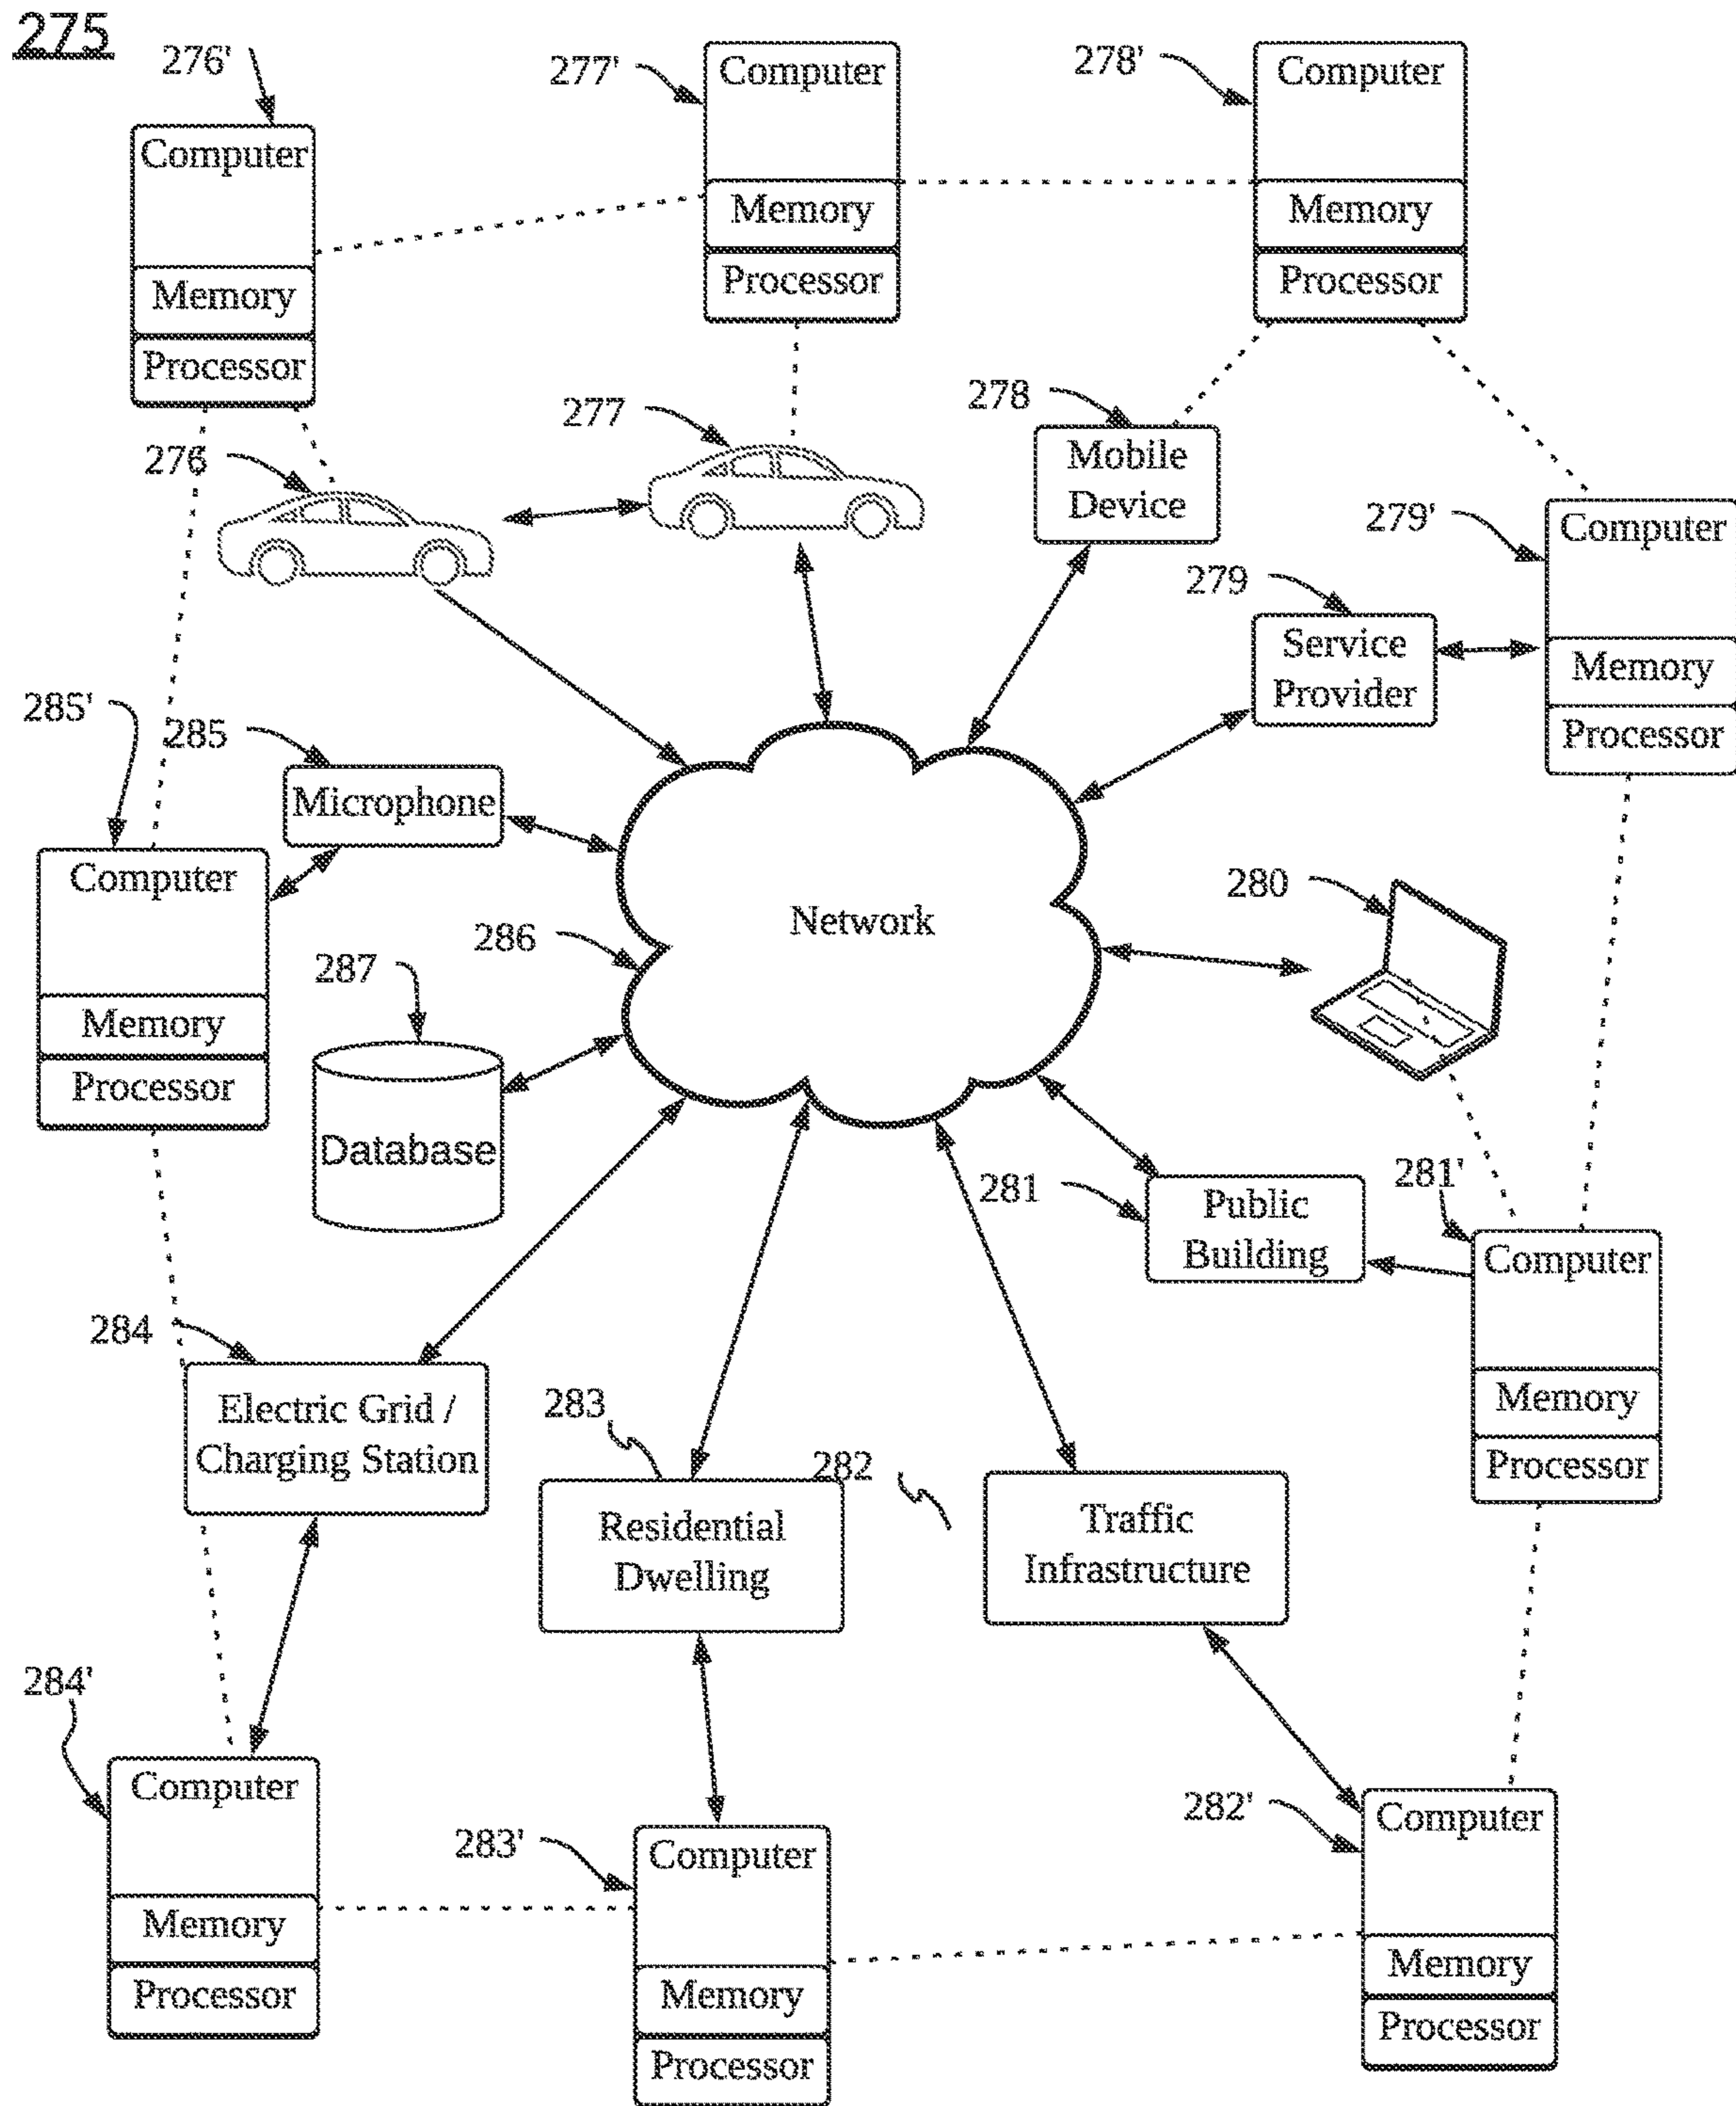 275
276'
277'
Computer
278'
Computer
Computer
Memory
Memory
Memory
Processor
Processor
Processor
276
277
278
Mobile
Device
279'
Computer
279
Service
Provider
Memory
Processor
285'
285
Microphone
Computer
Memory
Processor
Network
280
286
287
Database
281
Public
Building
281'
Computer
Memory
Processor
284
Electric Grid /
Charging Station
283
Residential
Dwelling
282
Traffic
Infrastructure
284'
Computer
Memory
Processor
283'
Computer
Memory
Processor
282'
Computer
Memory
Processor